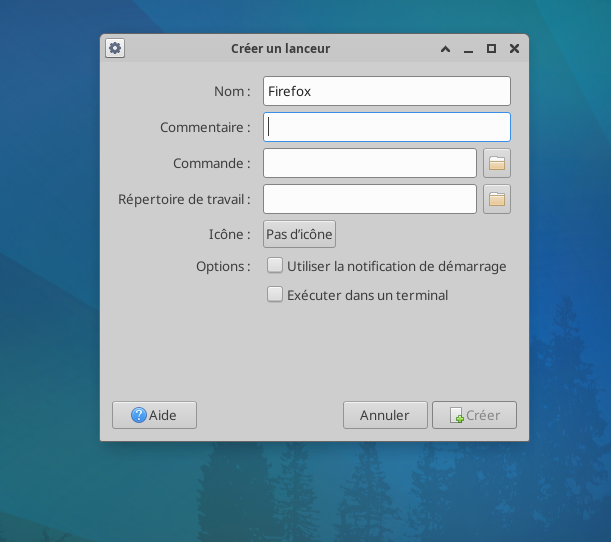 Créer un lanceur
Nom :
Firefox
Commentaire :
Commande :
Répertoire de travail :
Icône :
Pas d’icône
Options :
Utiliser la notification de démarrage
Exécuter dans un terminal
Aide
Annuler
Créer